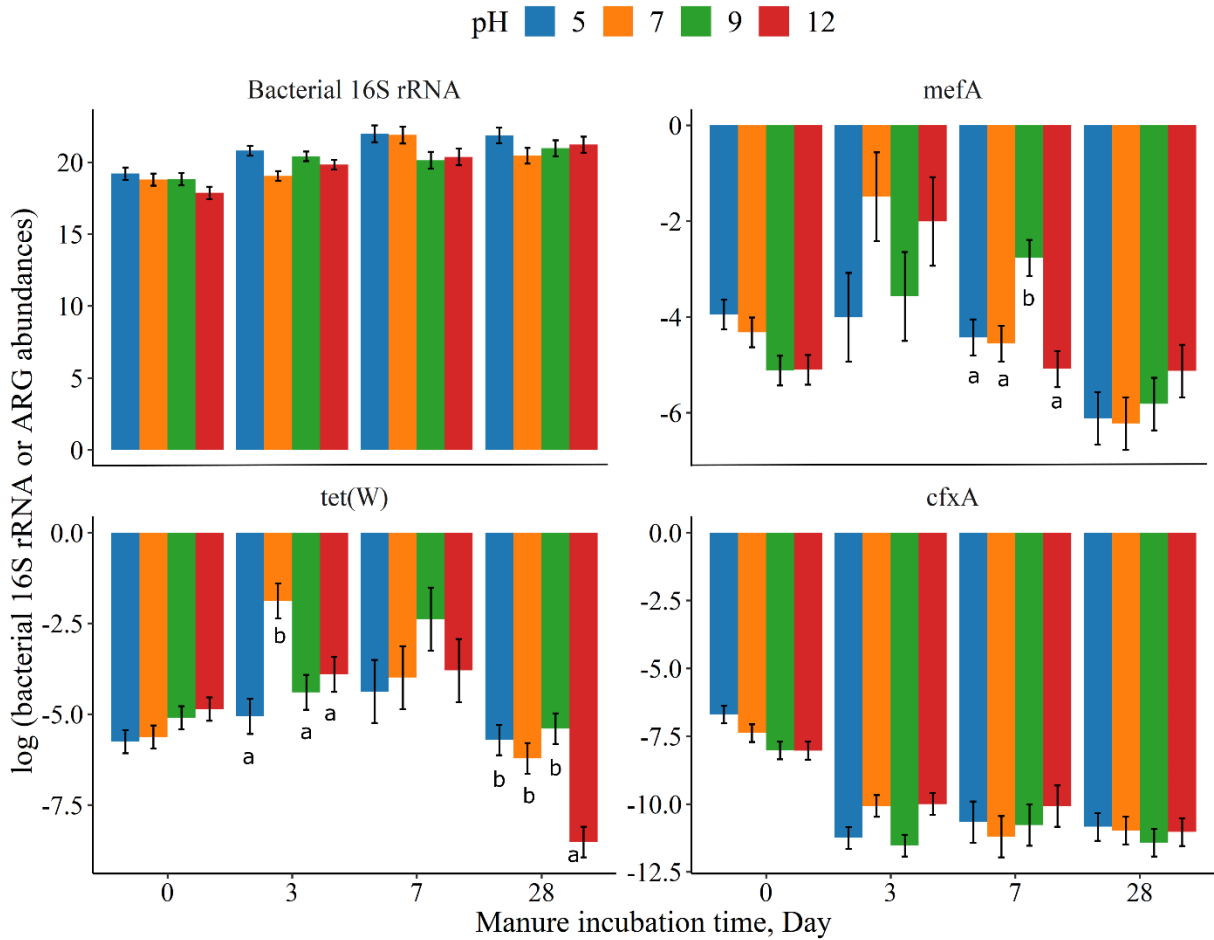 pH 5 7 9 12
Bacterial 16S rRNA
20
15
10
5
0
mefA
0
-2
-4
-6
a a b a
tet(W)
0.0
-2.5
-5.0
-7.5
a b a a
b b b a
cfxA
0.0
-2.5
-5.0
-7.5
-10.0
-12.5
0 3 7 28
0 3 7 28
log (bacterial 16S rRNA or ARG abundances)
Manure incubation time, Day